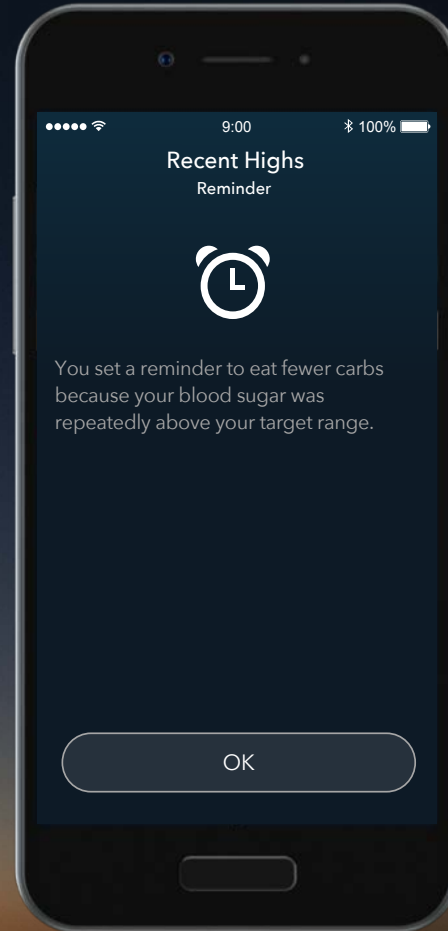 9:00 100%
Recent Highs
Reminder
You set a reminder to eat fewer carbs
because your blood sugar was
repeatedly above your target range.
OK